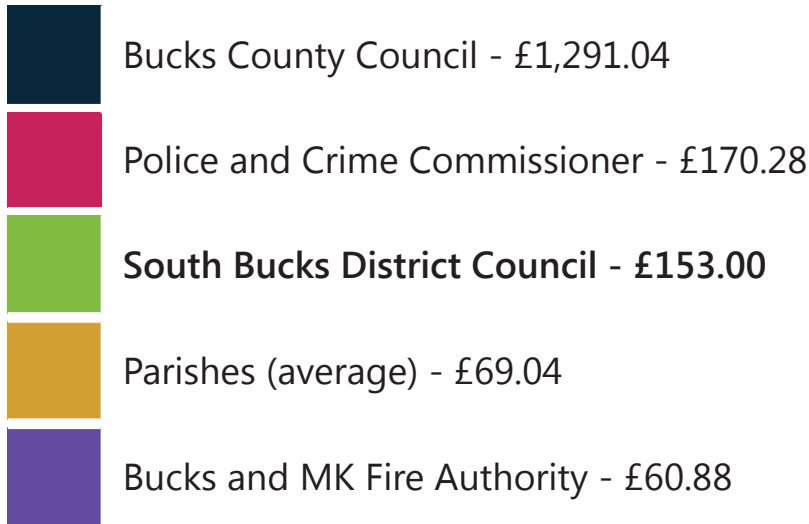 Bucks County Council - £1,291.04
Police and Crime Commissioner - £170.28
South Bucks District Council - £153.00
Parishes (average) - £69.04
Bucks and MK Fire Authority - £60.88